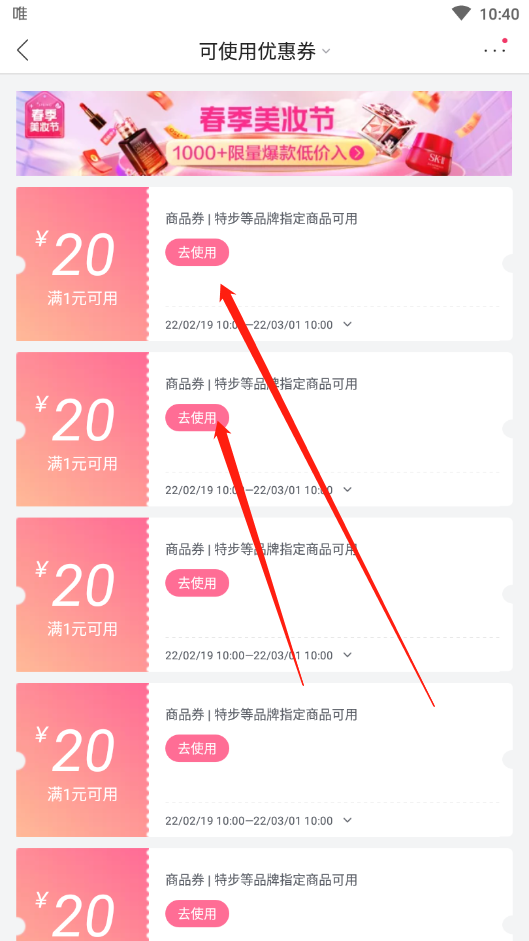 唯
10:40
可使用优惠券
春季
美妆节
春季美妆节
1000+限量爆款低价入
SK-II
¥20
满1元可用
商品券 | 特步等品牌指定商品可用
去使用
22/02/19 10:00—22/03/01 10:00
¥20
满1元可用
商品券 | 特步等品牌指定商品可用
去使用
22/02/19 10:00—22/03/01 10:00
¥20
满1元可用
商品券 | 特步等品牌指定商品可用
去使用
22/02/19 10:00—22/03/01 10:00
¥20
满1元可用
商品券 | 特步等品牌指定商品可用
去使用
22/02/19 10:00—22/03/01 10:00
¥20
商品券 | 特步等品牌指定商品可用
去使用